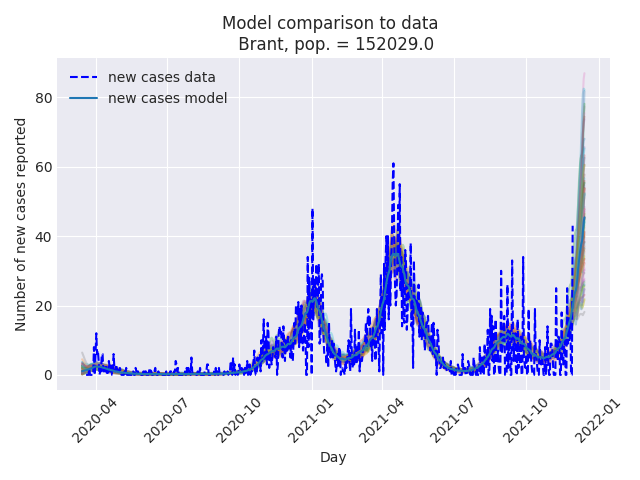 Model comparison to data
Brant, pop. = 152029.0
new cases data
new cases model
Number of new cases reported
80
60
40
20
0
2020-04
2020-07
2020-10
2021-01
2021-04
2021-07
2021-10
2022-01
Day